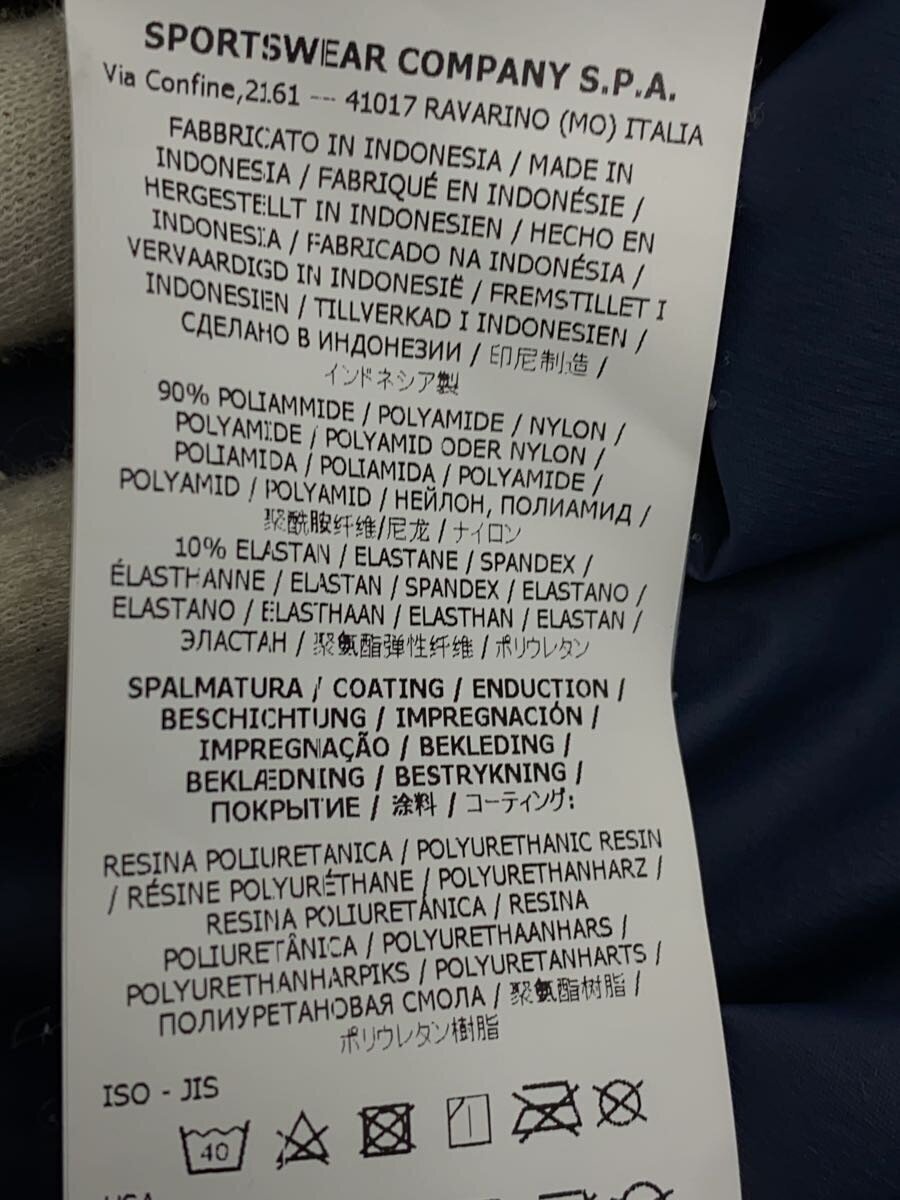 SPORTSWEAR COMPANY S.P.A.
Via Confine,2161 --- 41017 RAVARINO (MO) ITALIA
FABBRICATO IN INDONESIA / MADE IN
INDONESIA / FABRIQUÉ EN INDONÉSIE /
HERGESTELLT IN INDONESIEN / HECHO EN
INDONESIA / FABRICADO NA INDONÉSIA /
VERVAARDIGD IN INDONESIË / FREMSTILLET I
INDONESIEN / TILLVERKAD I INDONESIEN /
СДЕЛАНО В ИНДОНЕЗИИ / 印尼制造 /
インドネシア製
90% POLIAMMIDE / POLYAMIDE / NYLON /
POLYAMIDE / POLYAMID ODER NYLON /
POLIAMIDA / POLIAMIDA / POLYAMIDE /
POLYAMID / POLYAMID / НЕЙЛОН, ПОЛИАМИД /
聚酰胺纤维/尼龙 / ナイロン
10% ELASTAN / ELASTANE / SPANDEX /
ÉLASTHANNE / ELASTAN / SPANDEX / ELASTANO /
ELASTANO / ELASTHAAN / ELASTHAN / ELASTAN /
ЭЛАСТАН / 聚氨酯弹性纤维 / ポリウレタン
SPALMATURA / COATING / ENDUCTION /
BESCHICHTUNG / IMPREGNACIÓN /
IMPREGNAÇÃO / BEKLEDING /
BEKLÆDNING / BESTRYKNING /
ПОКРЫТИЕ / 涂料 / コーティング:
RESINA POLIURETANICA / POLYURETHANIC RESIN
/ RÉSINE POLYURÉTHANE / POLYURETHANHARZ /
RESINA POLIURETÁNICA / RESINA
POLIURETÂNICA / POLYURETHAANHARS /
POLYURETHANHARPIKS / POLYURETANHARTS /
ПОЛИУРЕТАНОВАЯ СМОЛА / 聚氨酯树脂 /
ポリウレタン樹脂
ISO - JIS
40